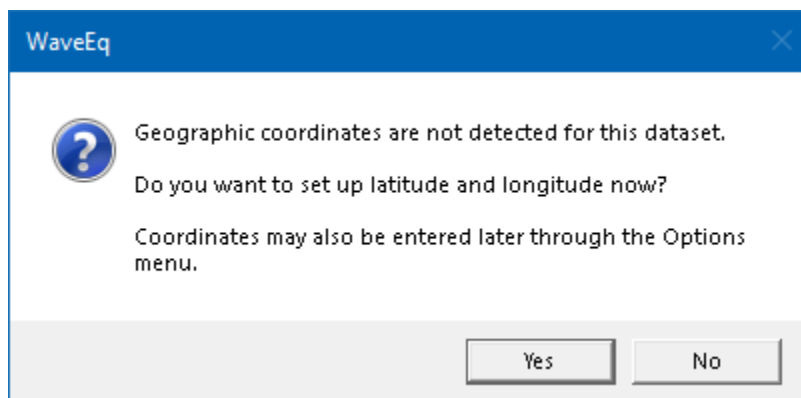 WaveEq
Geographic coordinates are not detected for this dataset.
Do you want to set up latitude and longitude now?
Coordinates may also be entered later through the Options
menu.
Yes
No